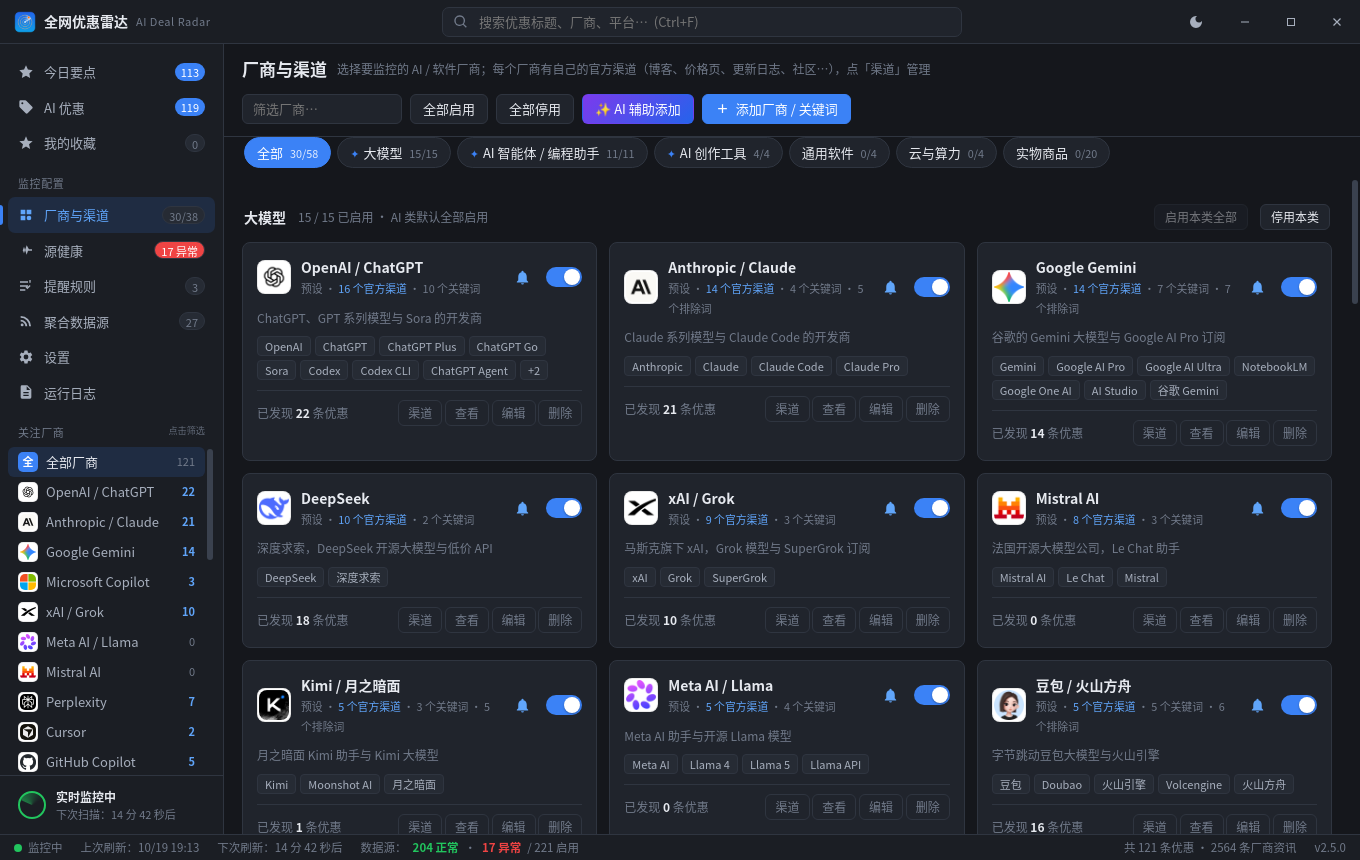 全网优惠雷达 AI Deal Radar
搜索优惠标题、厂商、平台… (Ctrl+F)
今日要点 113
AI 优惠 119
我的收藏 0
监控配置
厂商与渠道 30/38
源健康 17 异常
提醒规则 3
聚合数据源 27
设置
运行日志
关注厂商 点击筛选
全 全部厂商 121
OpenAI / ChatGPT 22
Anthropic / Claude 21
Google Gemini 14
Microsoft Copilot 3
xAI / Grok 10
Meta AI / Llama 0
Mistral AI 0
Perplexity 7
Cursor 2
GitHub Copilot 5
实时监控中
下次扫描：14 分 42 秒后
厂商与渠道 选择要监控的 AI / 软件厂商；每个厂商有自己的官方渠道（博客、价格页、更新日志、社区…），点「渠道」管理
筛选厂商… 全部启用 全部停用 ✨ AI 辅助添加 + 添加厂商 / 关键词
全部 30/58 ✦ 大模型 15/15 ✦ AI 智能体 / 编程助手 11/11 ✦ AI 创作工具 4/4 通用软件 0/4 云与算力 0/4 实物商品 0/20
大模型 15 / 15 已启用 · AI 类默认全部启用 启用本类全部 停用本类
OpenAI / ChatGPT
预设 · 16 个官方渠道 · 10 个关键词
ChatGPT、GPT 系列模型与 Sora 的开发商
OpenAI ChatGPT ChatGPT Plus ChatGPT Go
Sora Codex Codex CLI ChatGPT Agent +2
已发现 22 条优惠 渠道 查看 编辑 删除
Anthropic / Claude
预设 · 14 个官方渠道 · 4 个关键词 · 5
个排除词
Claude 系列模型与 Claude Code 的开发商
Anthropic Claude Claude Code Claude Pro
已发现 21 条优惠 渠道 查看 编辑 删除
Google Gemini
预设 · 14 个官方渠道 · 7 个关键词 · 7
个排除词
谷歌的 Gemini 大模型与 Google AI Pro 订阅
Gemini Google AI Pro Google AI Ultra NotebookLM
Google One AI AI Studio 谷歌 Gemini
已发现 14 条优惠 渠道 查看 编辑 删除
DeepSeek
预设 · 10 个官方渠道 · 2 个关键词
深度求索，DeepSeek 开源大模型与低价 API
DeepSeek 深度求索
已发现 18 条优惠 渠道 查看 编辑 删除
xAI / Grok
预设 · 9 个官方渠道 · 3 个关键词
马斯克旗下 xAI，Grok 模型与 SuperGrok 订阅
xAI Grok SuperGrok
已发现 10 条优惠 渠道 查看 编辑 删除
Mistral AI
预设 · 8 个官方渠道 · 3 个关键词
法国开源大模型公司，Le Chat 助手
Mistral AI Le Chat Mistral
已发现 0 条优惠 渠道 查看 编辑 删除
Kimi / 月之暗面
预设 · 5 个官方渠道 · 3 个关键词 · 5
个排除词
月之暗面 Kimi 助手与 Kimi 大模型
Kimi Moonshot AI 月之暗面
已发现 1 条优惠 渠道 查看 编辑 删除
Meta AI / Llama
预设 · 5 个官方渠道 · 4 个关键词
Meta AI 助手与开源 Llama 模型
Meta AI Llama 4 Llama 5 Llama API
已发现 0 条优惠 渠道 查看 编辑 删除
豆包 / 火山方舟
预设 · 5 个官方渠道 · 5 个关键词 · 6
个排除词
字节跳动豆包大模型与火山引擎
豆包 Doubao 火山引擎 Volcengine 火山方舟
已发现 16 条优惠 渠道 查看 编辑 删除
监控中 上次刷新：10/19 19:13 下次刷新：14 分 42 秒后 数据源： 204 正常 · 17 异常 / 221 启用 共 121 条优惠 · 2564 条厂商资讯 v2.5.0